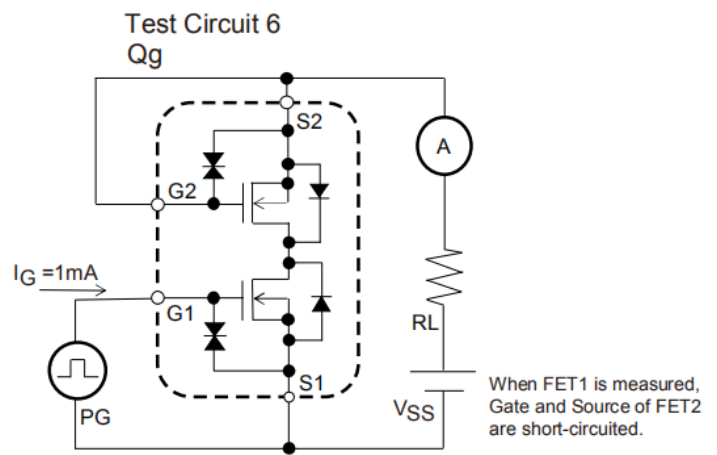 Test Circuit 6
Qg
S2
A
G2
IG =1mA
G1
RL
S1
PG
VSS
When FET1 is measured,
Gate and Source of FET2
are short-circuited.